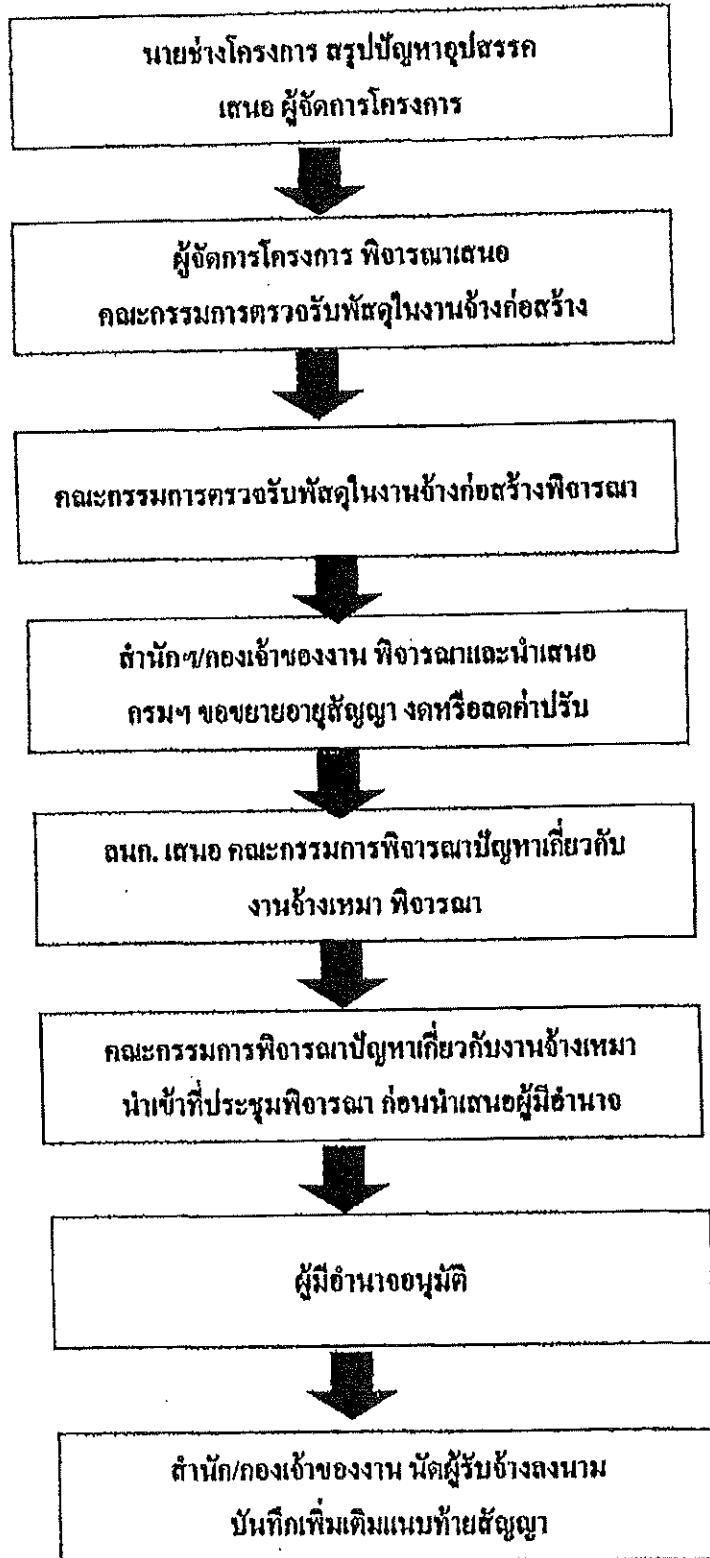 นายช่างโครงการ สรุปปัญหาอุปสรรค
เสนอ ผู้จัดการโครงการ
ผู้จัดการโครงการ พิจารณาเสนอ
คณะกรรมการตรวจรับพัสดุในงานจ้างก่อสร้าง
คณะกรรมการตรวจรับพัสดุในงานจ้างก่อสร้างพิจารณา
สำนักฯ/กองเจ้าของงาน พิจารณาและนำเสนอ
กรมฯ ขอขยายอายุสัญญา งดหรือลดค่าปรับ
ลนก. เสนอ คณะกรรมการพิจารณาปัญหาเกี่ยวกับ
งานจ้างเหมา พิจารณา
คณะกรรมการพิจารณาปัญหาเกี่ยวกับงานจ้างเหมา
นำเข้าที่ประชุมพิจารณา ก่อนนำเสนอผู้มีอำนาจ
ผู้มีอำนาจอนุมัติ
สำนัก/กองเจ้าของงาน นัดผู้รับจ้างลงนาม
บันทึกเพิ่มเติมแนบท้ายสัญญา